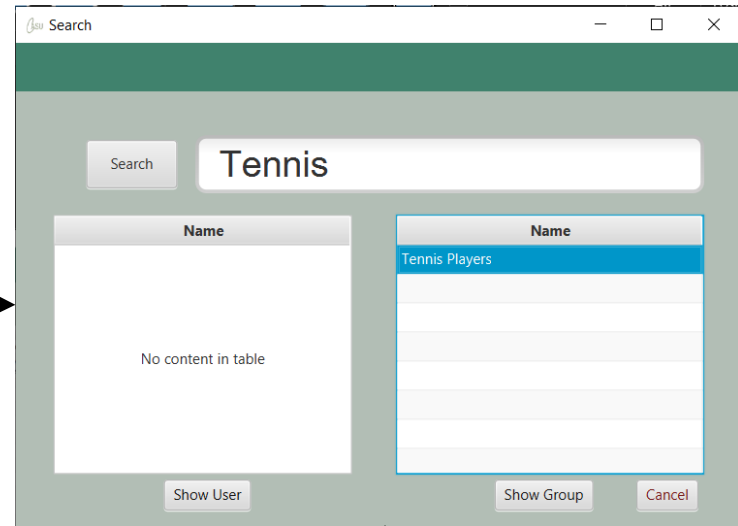 Search
Search
Tennis
Name
No content in table
Show User
Name
Tennis Players
Show Group
Cancel